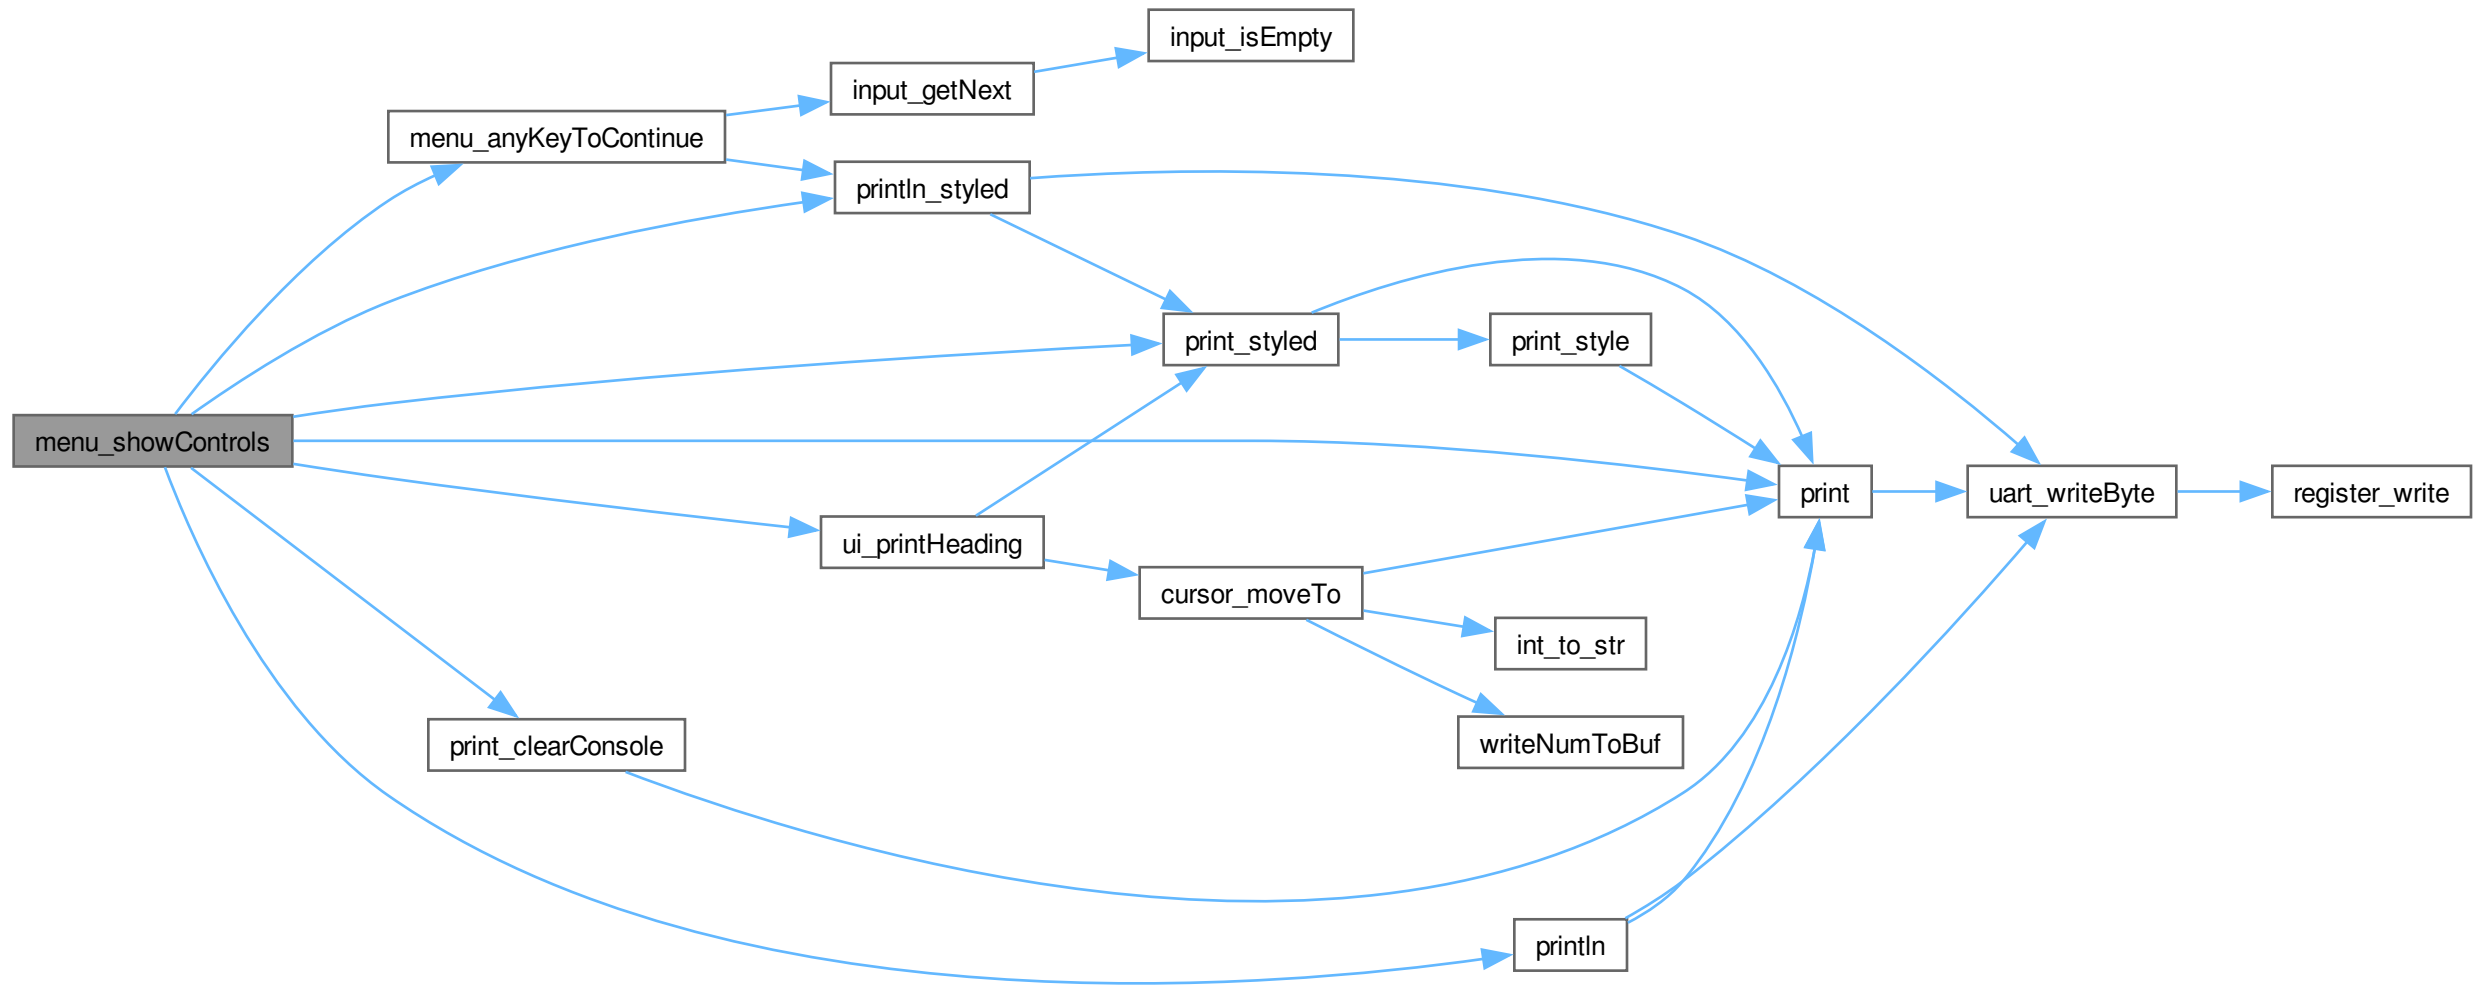 input_isEmpty
input_getNext
menu_anyKeyToContinue
println_styled
print_styled
print_style
menu_showControls
print
uart_writeByte
register_write
ui_printHeading
cursor_moveTo
int_to_str
print_clearConsole
writeNumToBuf
println